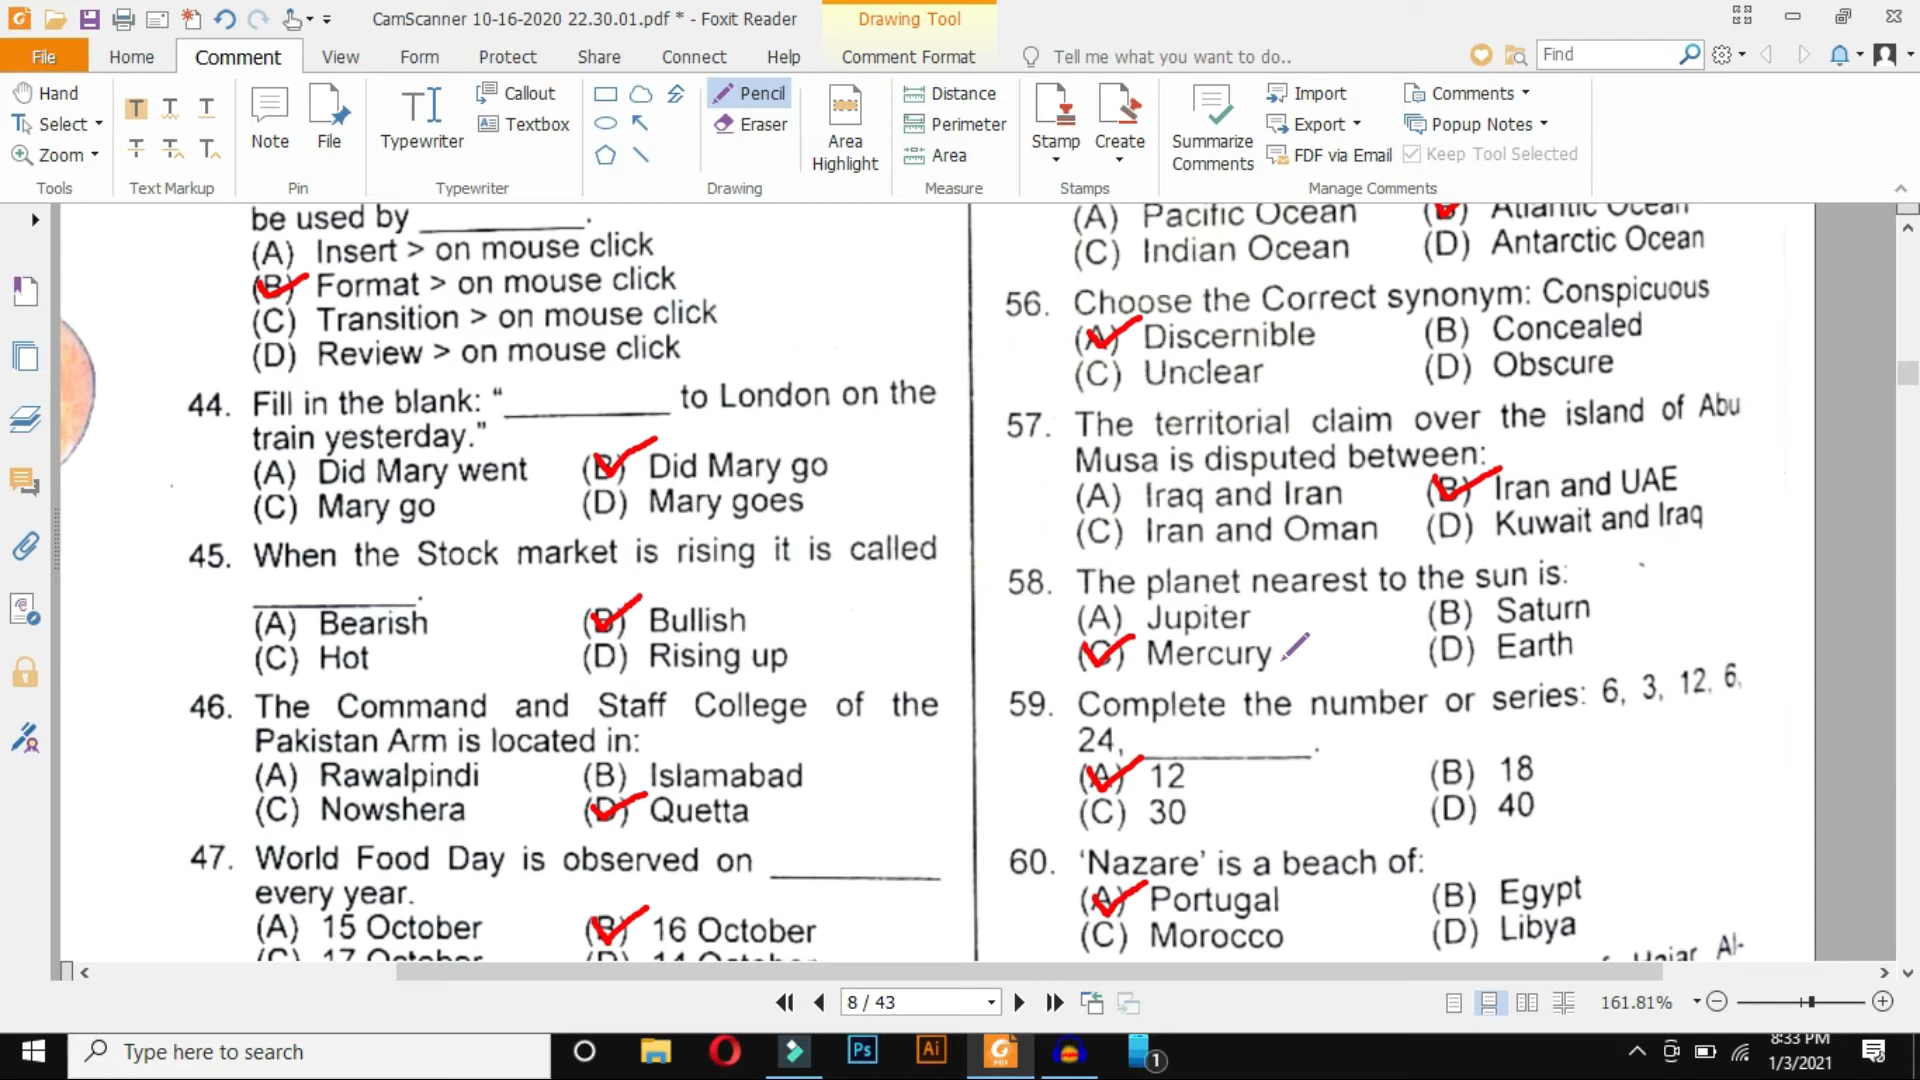 CamScanner 10-16-2020 22.30.01.pdf * - Foxit Reader
Drawing Tool
File
Home
Comment
View
Form
Protect
Share
Connect
Help
Comment Format
Tell me what you want to do..
Find
Hand
Select
Zoom
Tools
Text Markup
Note
File
Pin
Typewriter
Typewriter
Callout
Textbox
Pencil
Eraser
Drawing
Area
Highlight
Distance
Perimeter
Area
Measure
Stamp
Create
Stamps
Summarize
Comments
Import
Export
FDF via Email
Comments
Popup Notes
Keep Tool Selected
Manage Comments
be used by ________.
(A) Insert > on mouse click
(B) Format > on mouse click
(C) Transition > on mouse click
(D) Review > on mouse click
44. Fill in the blank: "________ to London on the
train yesterday."
(A) Did Mary went (B) Did Mary go
(C) Mary go (D) Mary goes
45. When the Stock market is rising it is called
________.
(A) Bearish (B) Bullish
(C) Hot (D) Rising up
46. The Command and Staff College of the
Pakistan Arm is located in:
(A) Rawalpindi (B) Islamabad
(C) Nowshera (D) Quetta
47. World Food Day is observed on ________
every year.
(A) 15 October (B) 16 October
(C) 17 October (D) 14 October
(A) Pacific Ocean (B) Atlantic Ocean
(C) Indian Ocean (D) Antarctic Ocean
56. Choose the Correct synonym: Conspicuous
(A) Discernible (B) Concealed
(C) Unclear (D) Obscure
57. The territorial claim over the island of Abu
Musa is disputed between:
(A) Iraq and Iran (B) Iran and UAE
(C) Iran and Oman (D) Kuwait and Iraq
58. The planet nearest to the sun is:
(A) Jupiter (B) Saturn
(C) Mercury (D) Earth
59. Complete the number or series: 6, 3, 12, 6,
24, ________.
(A) 12 (B) 18
(C) 30 (D) 40
60. 'Nazare' is a beach of:
(A) Portugal (B) Egypt
(C) Morocco (D) Libya
Hajar Al-
8 / 43
161.81%
Type here to search
Ps
Ai
PDF
1
8:33 PM
1/3/2021